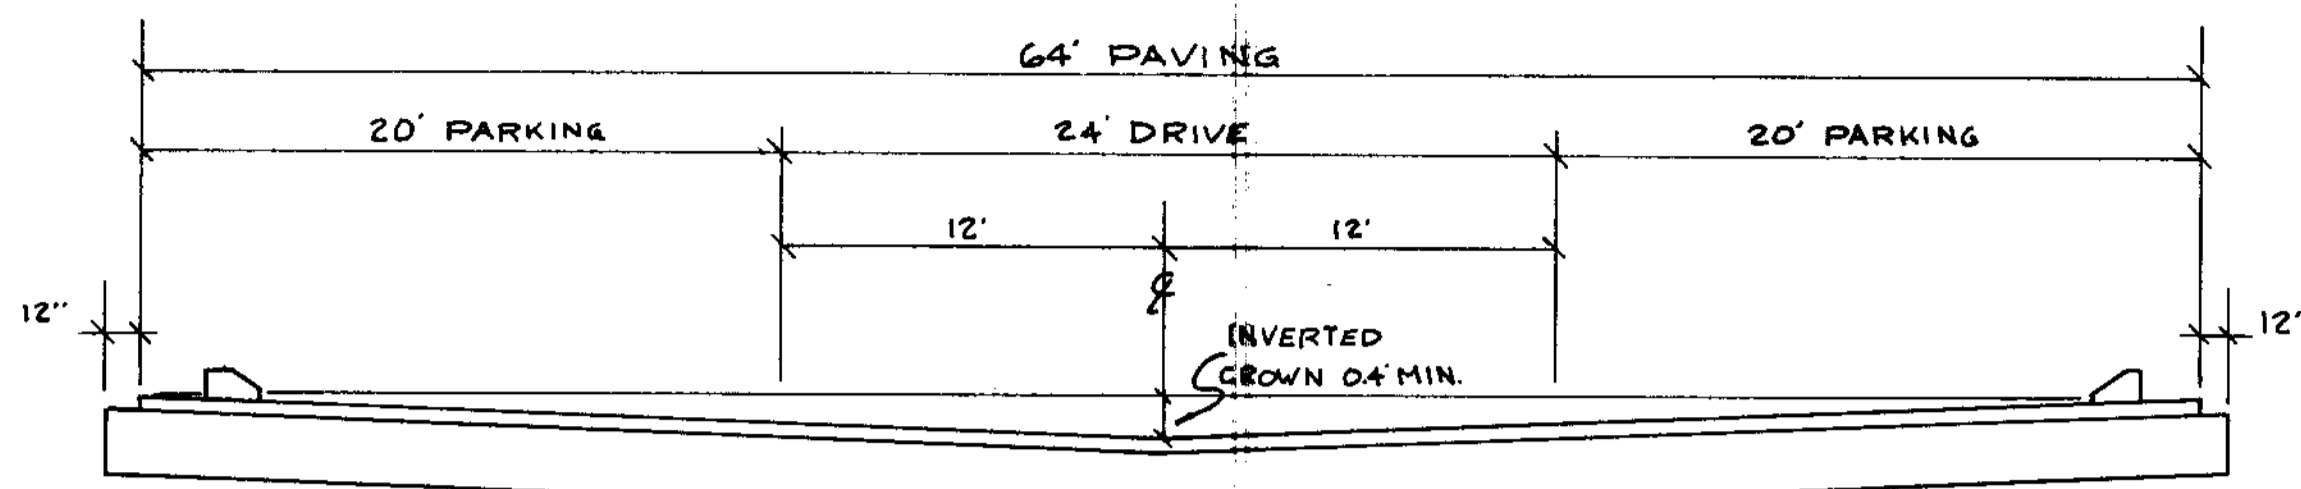 64' PAVING
20' PARKING 24' DRIVE 20' PARKING
12' 12'
℄
12"
INVERTED
CROWN 0.4' MIN.
12'